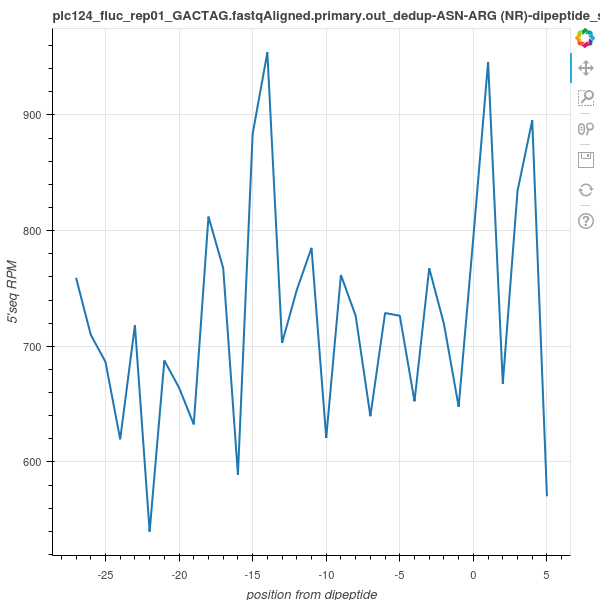 plc124_fluc_rep01_GACTAG.fastqAligned.primary.out_dedup-ASN-ARG (NR)-dipeptide_s
900
800
700
600
5'seq RPM
-25 -20 -15 -10 -5 0 5
position from dipeptide